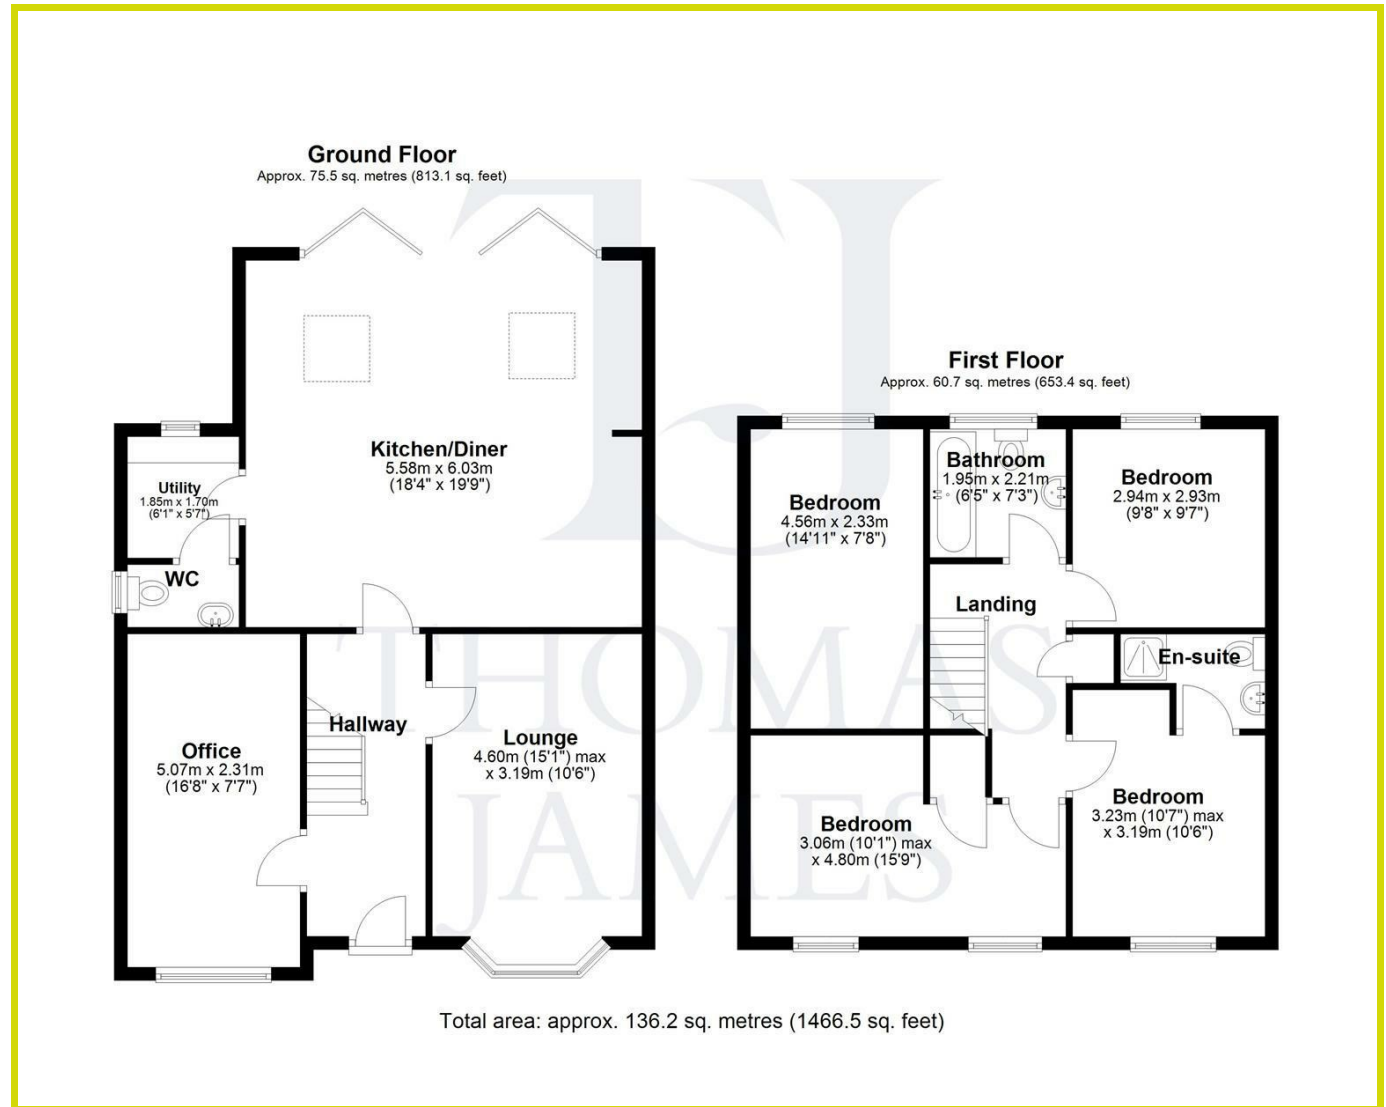 Ground Floor
Approx. 75.5 sq. metres (813.1 sq. feet)
Kitchen/Diner
5.58m x 6.03m
(18'4" x 19'9")
Utility
1.85m x 1.70m
(6'1" x 5'7")
WC
Hallway
Office
5.07m x 2.31m
(16'8" x 7'7")
Lounge
4.60m (15'1") max
x 3.19m (10'6")
First Floor
Approx. 60.7 sq. metres (653.4 sq. feet)
Bedroom
4.56m x 2.33m
(14'11" x 7'8")
Bathroom
1.95m x 2.21m
(6'5" x 7'3")
Bedroom
2.94m x 2.93m
(9'8" x 9'7")
Landing
En-suite
Bedroom
3.06m (10'1") max
x 4.80m (15'9")
Bedroom
3.23m (10'7") max
x 3.19m (10'6")
TJ
THOMAS
JAMES
Total area: approx. 136.2 sq. metres (1466.5 sq. feet)